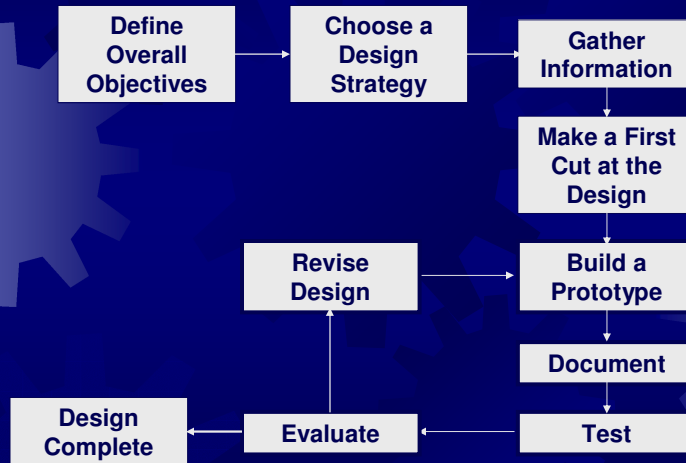 Define
Overall
Objectives
Choose a
Design
Strategy
Gather
Information
Make a First
Cut at the
Design
Revise
Design
Build a
Prototype
Document
Design
Complete
Evaluate
Test